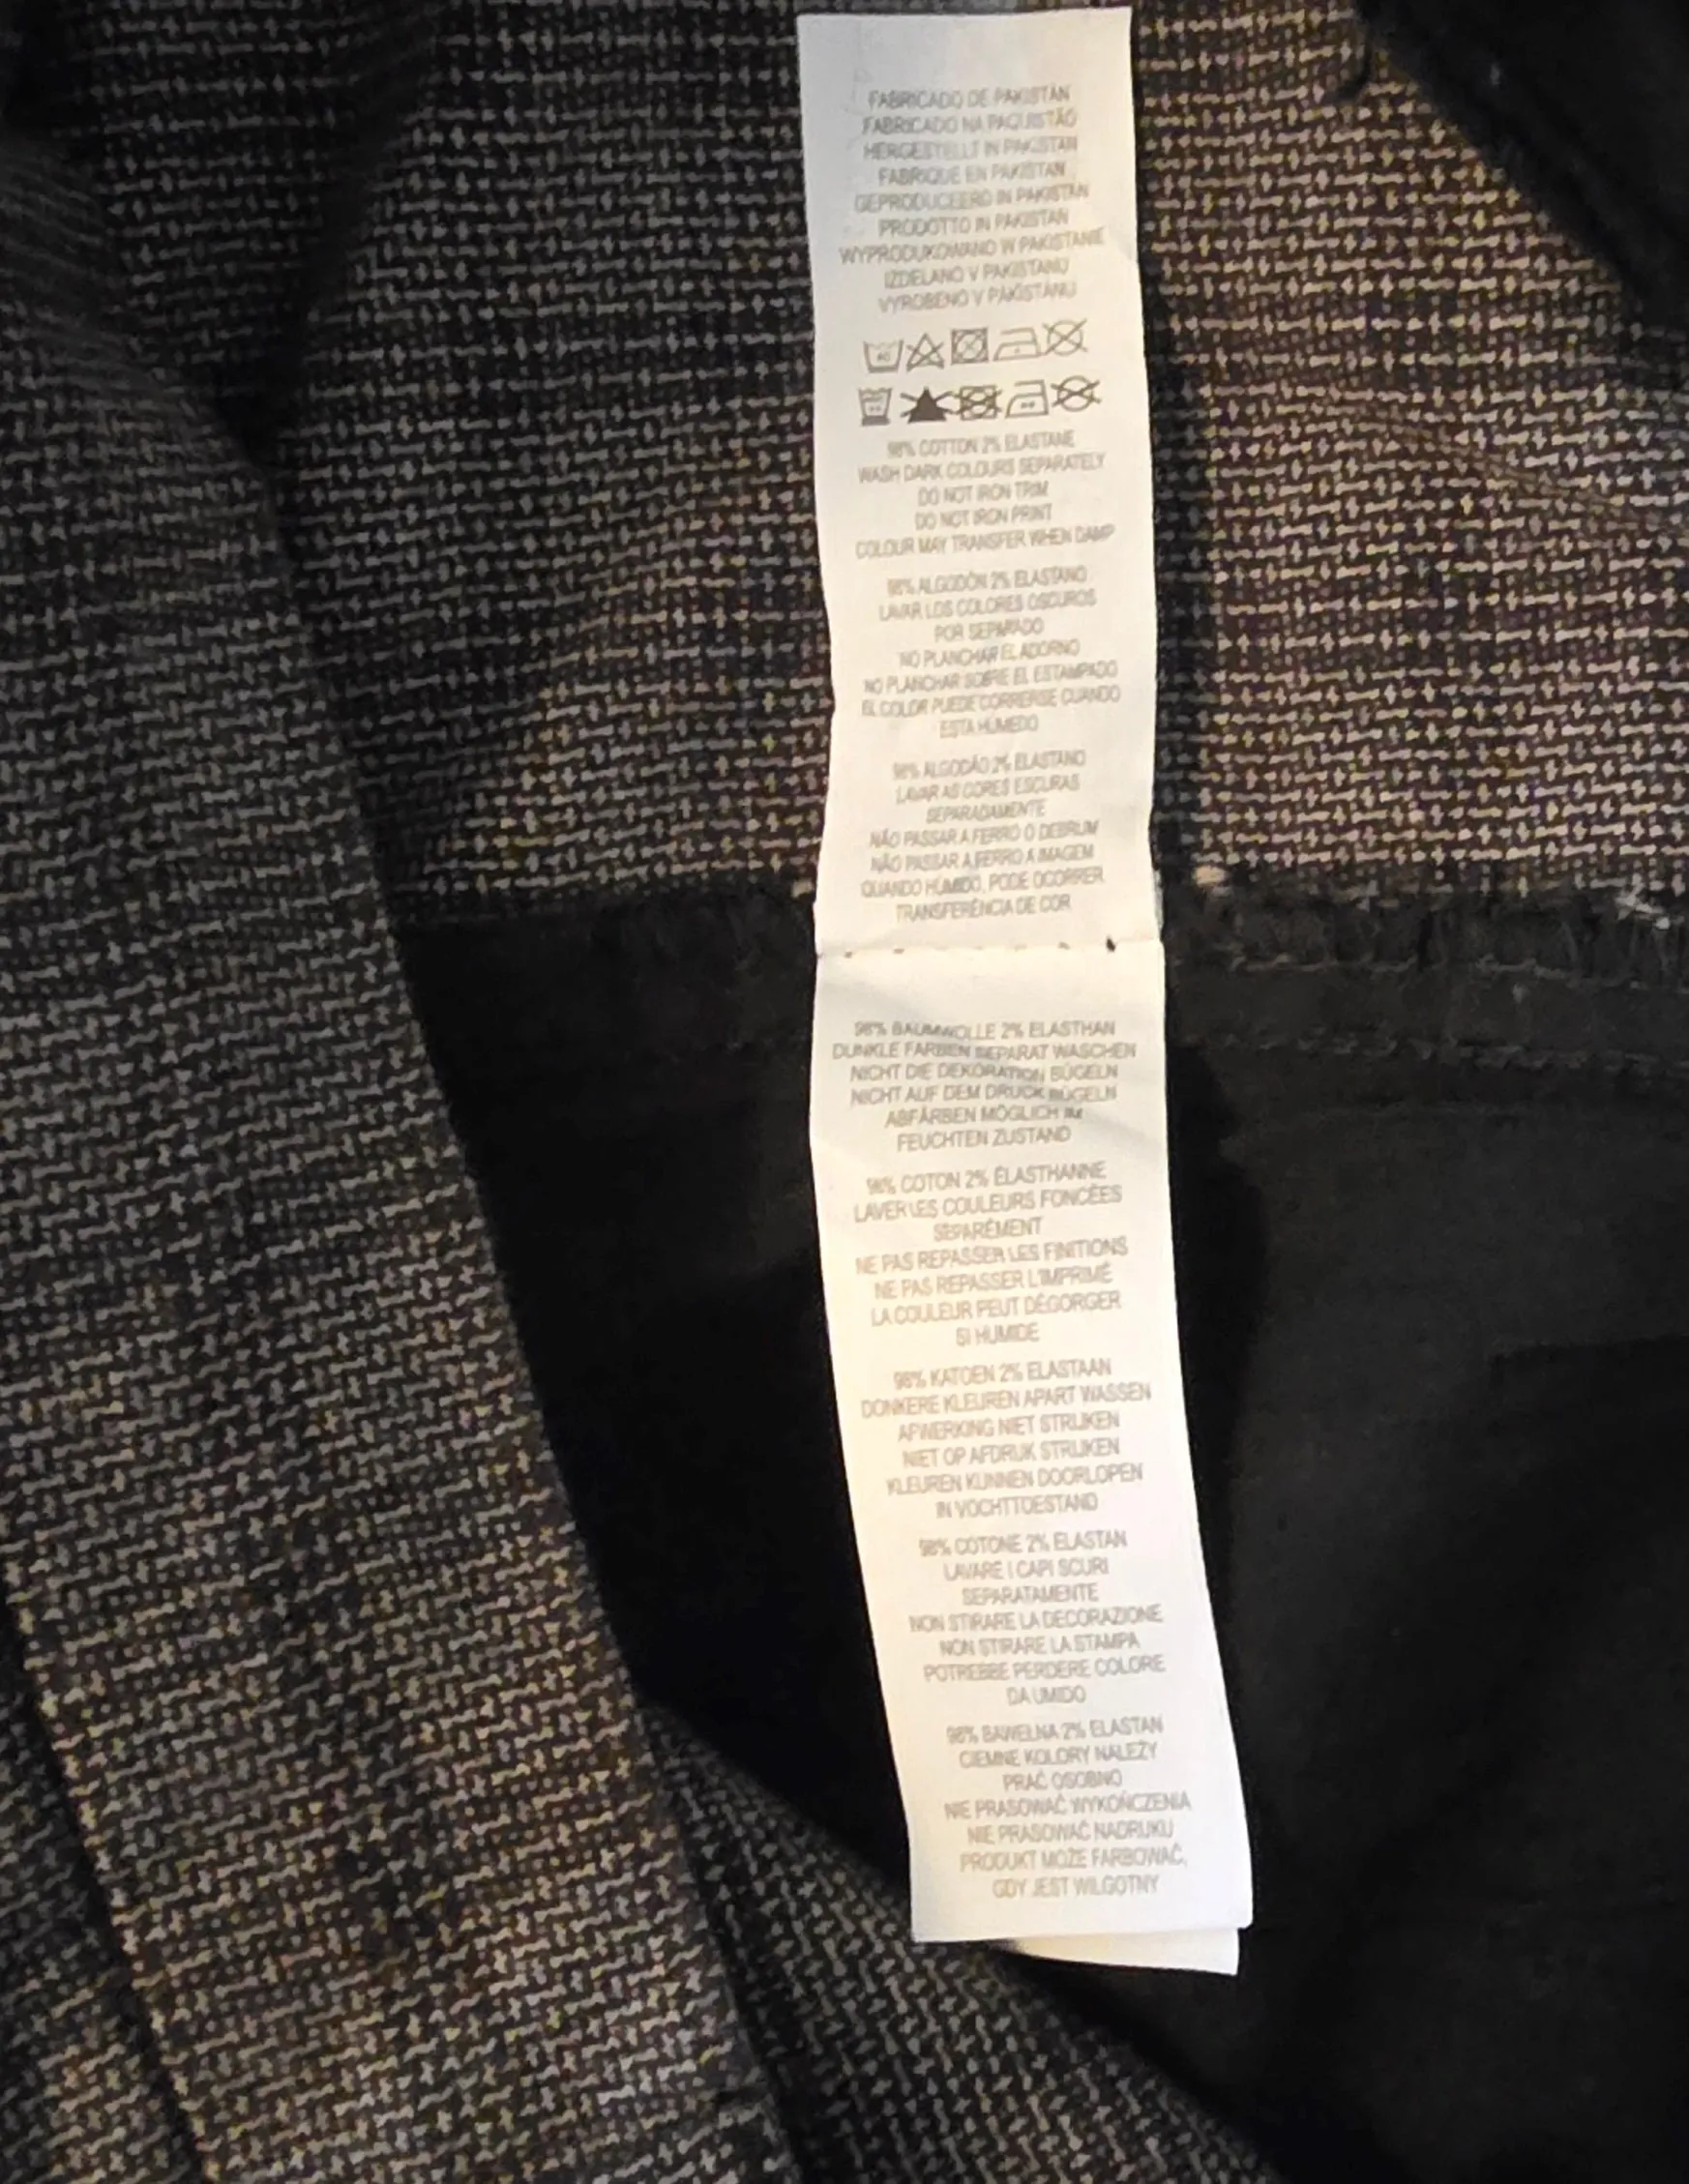 FABRICADO DE PAKISTÁN
FABRICADO NA PAQUISTÃO
HERGESTELLT IN PAKISTAN
FABRIQUE EN PAKISTAN
GEPRODUCEERD IN PAKISTAN
PRODOTTO IN PAKISTAN
WYPRODUKOWANO W PAKISTANIE
IZDELANO V PAKISTANU
VYROBENO V PAKISTANU
40
98% COTTON 2% ELASTANE
WASH DARK COLOURS SEPARATELY
DO NOT IRON TRIM
DO NOT IRON PRINT
COLOUR MAY TRANSFER WHEN DAMP
98% ALGODÓN 2% ELASTANO
LAVAR LOS COLORES OSCUROS
POR SEPARADO
NO PLANCHAR EL ADORNO
NO PLANCHAR SOBRE EL ESTAMPADO
EL COLOR PUEDE CORRERSE CUANDO
ESTA HÚMEDO
98% ALGODÃO 2% ELASTANO
LAVAR AS CORES ESCURAS
SEPARADAMENTE
NÃO PASSAR A FERRO O DEBRUM
NÃO PASSAR A FERRO A IMAGEM
QUANDO HÚMIDO, PODE OCORRER
TRANSFERÊNCIA DE COR
98% BAUMWOLLE 2% ELASTHAN
DUNKLE FARBEN SEPARAT WASCHEN
NICHT DIE DEKORATION BÜGELN
NICHT AUF DEM DRUCK BÜGELN
ABFÄRBEN MÖGLICH IM
FEUCHTEN ZUSTAND
98% COTON 2% ÉLASTHANNE
LAVER LES COULEURS FONCÉES
SÉPARÉMENT
NE PAS REPASSER LES FINITIONS
NE PAS REPASSER L'IMPRIMÉ
LA COULEUR PEUT DÉGORGER
SI HUMIDE
98% KATOEN 2% ELASTAAN
DONKERE KLEUREN APART WASSEN
AFWERKING NIET STRIJKEN
NIET OP AFDRUK STRIJKEN
KLEUREN KUNNEN DOORLOPEN
IN VOCHTTOESTAND
98% COTONE 2% ELASTAN
LAVARE I CAPI SCURI
SEPARATAMENTE
NON STIRARE LA DECORAZIONE
NON STIRARE LA STAMPA
POTREBBE PERDERE COLORE
DA UMIDO
98% BAWEŁNA 2% ELASTAN
CIEMNE KOLORY NALEŻY
PRAĆ OSOBNO
NIE PRASOWAĆ WYKOŃCZENIA
NIE PRASOWAĆ NADRUKU
PRODUKT MOŻE FARBOWAĆ,
GDY JEST WILGOTNY